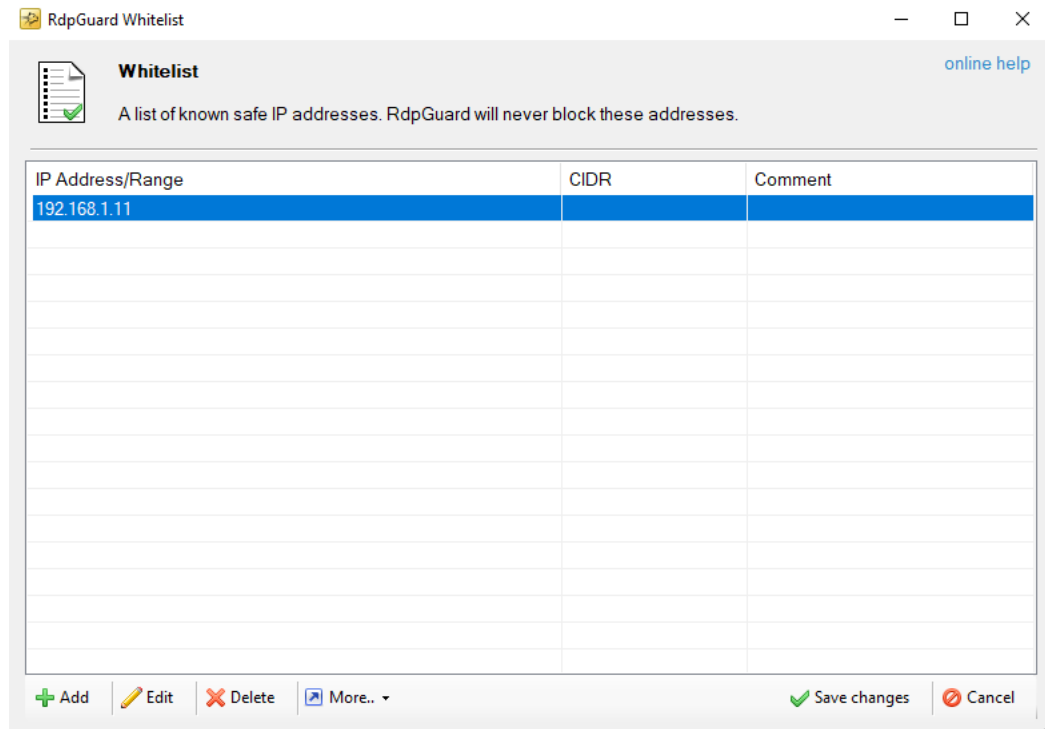 RdpGuard Whitelist
Whitelist
online help
A list of known safe IP addresses. RdpGuard will never block these addresses.
IP Address/Range CIDR Comment
192.168.1.11
Add Edit Delete More.. Save changes Cancel